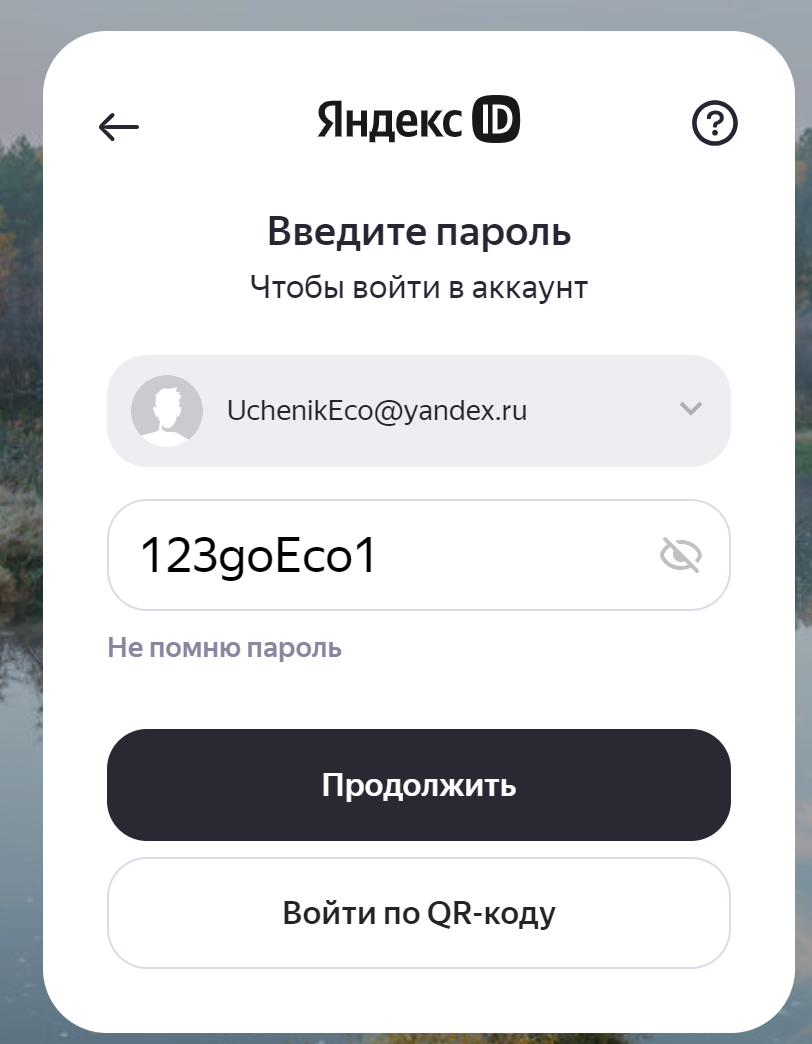 Яндекс ID
Введите пароль
Чтобы войти в аккаунт
UchenikEco@yandex.ru
123goEco1
Не помню пароль
Продолжить
Войти по QR-коду